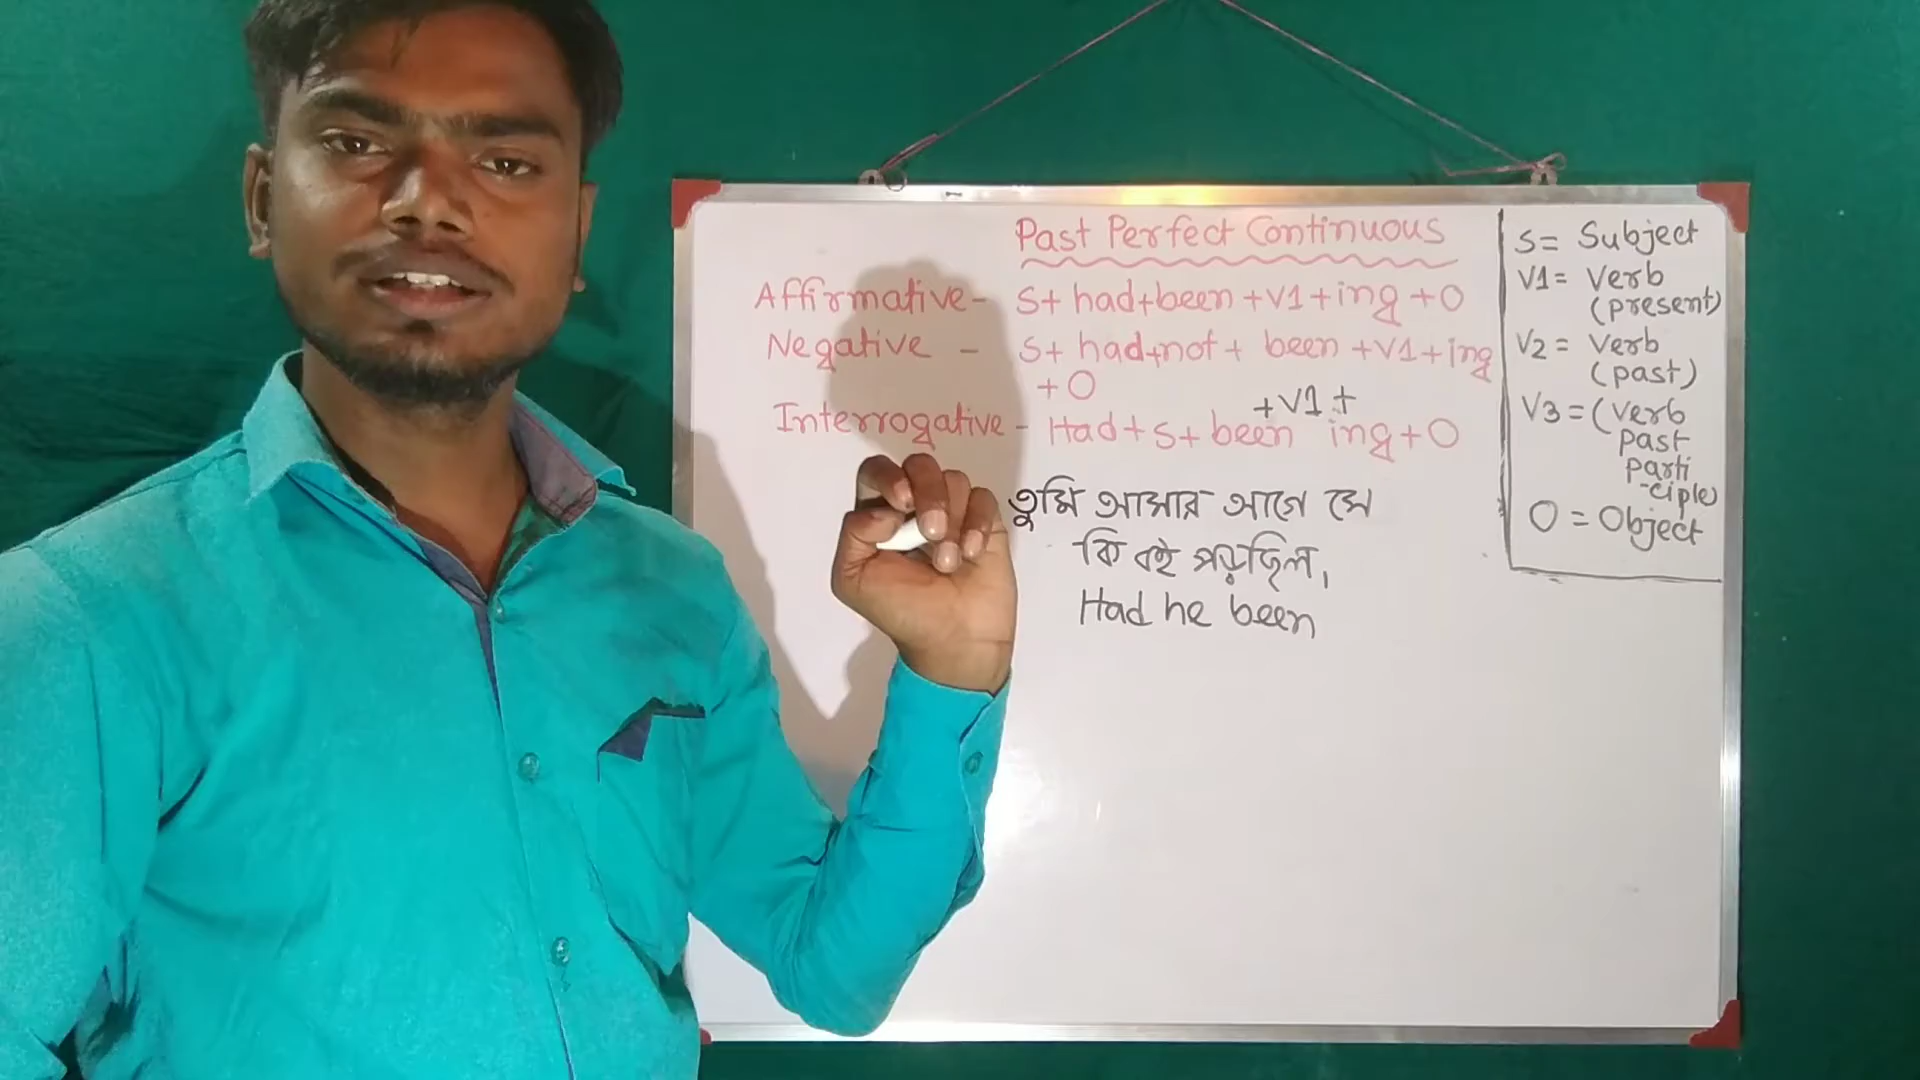 Past Perfect Continuous
Affirmative - S+ had+been +V1+ing +O
Negative - S+ had+not+ been +V1+ing
+O
+V1+
Interrogative - Had+S+been ing+O
তুমি আসার আগে সে
কি বই পড়ছিল,
Had he been
S= Subject
V1= Verb
(present)
V2= Verb
(past)
V3=(Verb
past
parti
-ciple)
O = Object